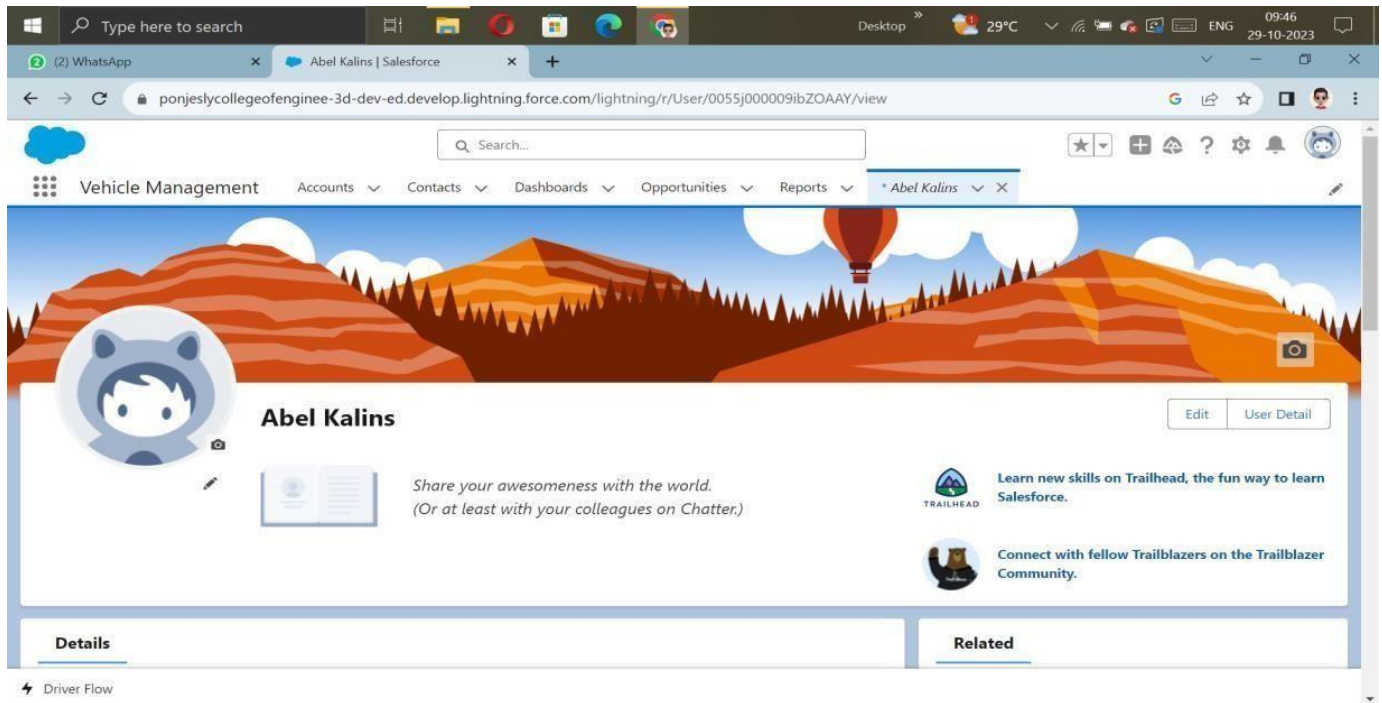 Type here to search
Desktop
»
29°C
ENG
09:46
29-10-2023
(2) WhatsApp
Abel Kalins | Salesforce
ponjeslycollegeofenginee-3d-dev-ed.develop.lightning.force.com/lightning/r/User/0055j000009ibZOAAY/view
Search...
Vehicle Management
Accounts
Contacts
Dashboards
Opportunities
Reports
* Abel Kalins
Abel Kalins
Edit
User Detail
Share your awesomeness with the world.
(Or at least with your colleagues on Chatter.)
TRAILHEAD
Learn new skills on Trailhead, the fun way to learn
Salesforce.
Connect with fellow Trailblazers on the Trailblazer
Community.
Details
Related
Driver Flow